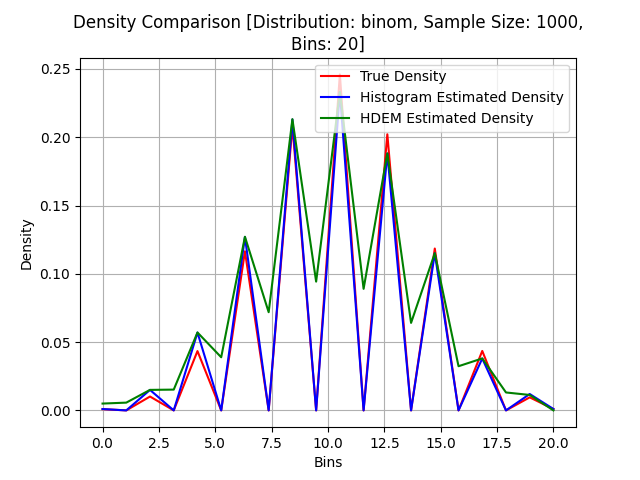 Density Comparison [Distribution: binom, Sample Size: 1000,
Bins: 20]
True Density
Histogram Estimated Density
HDEM Estimated Density
Density
0.25
0.20
0.15
0.10
0.05
0.00
0.0 2.5 5.0 7.5 10.0 12.5 15.0 17.5 20.0
Bins